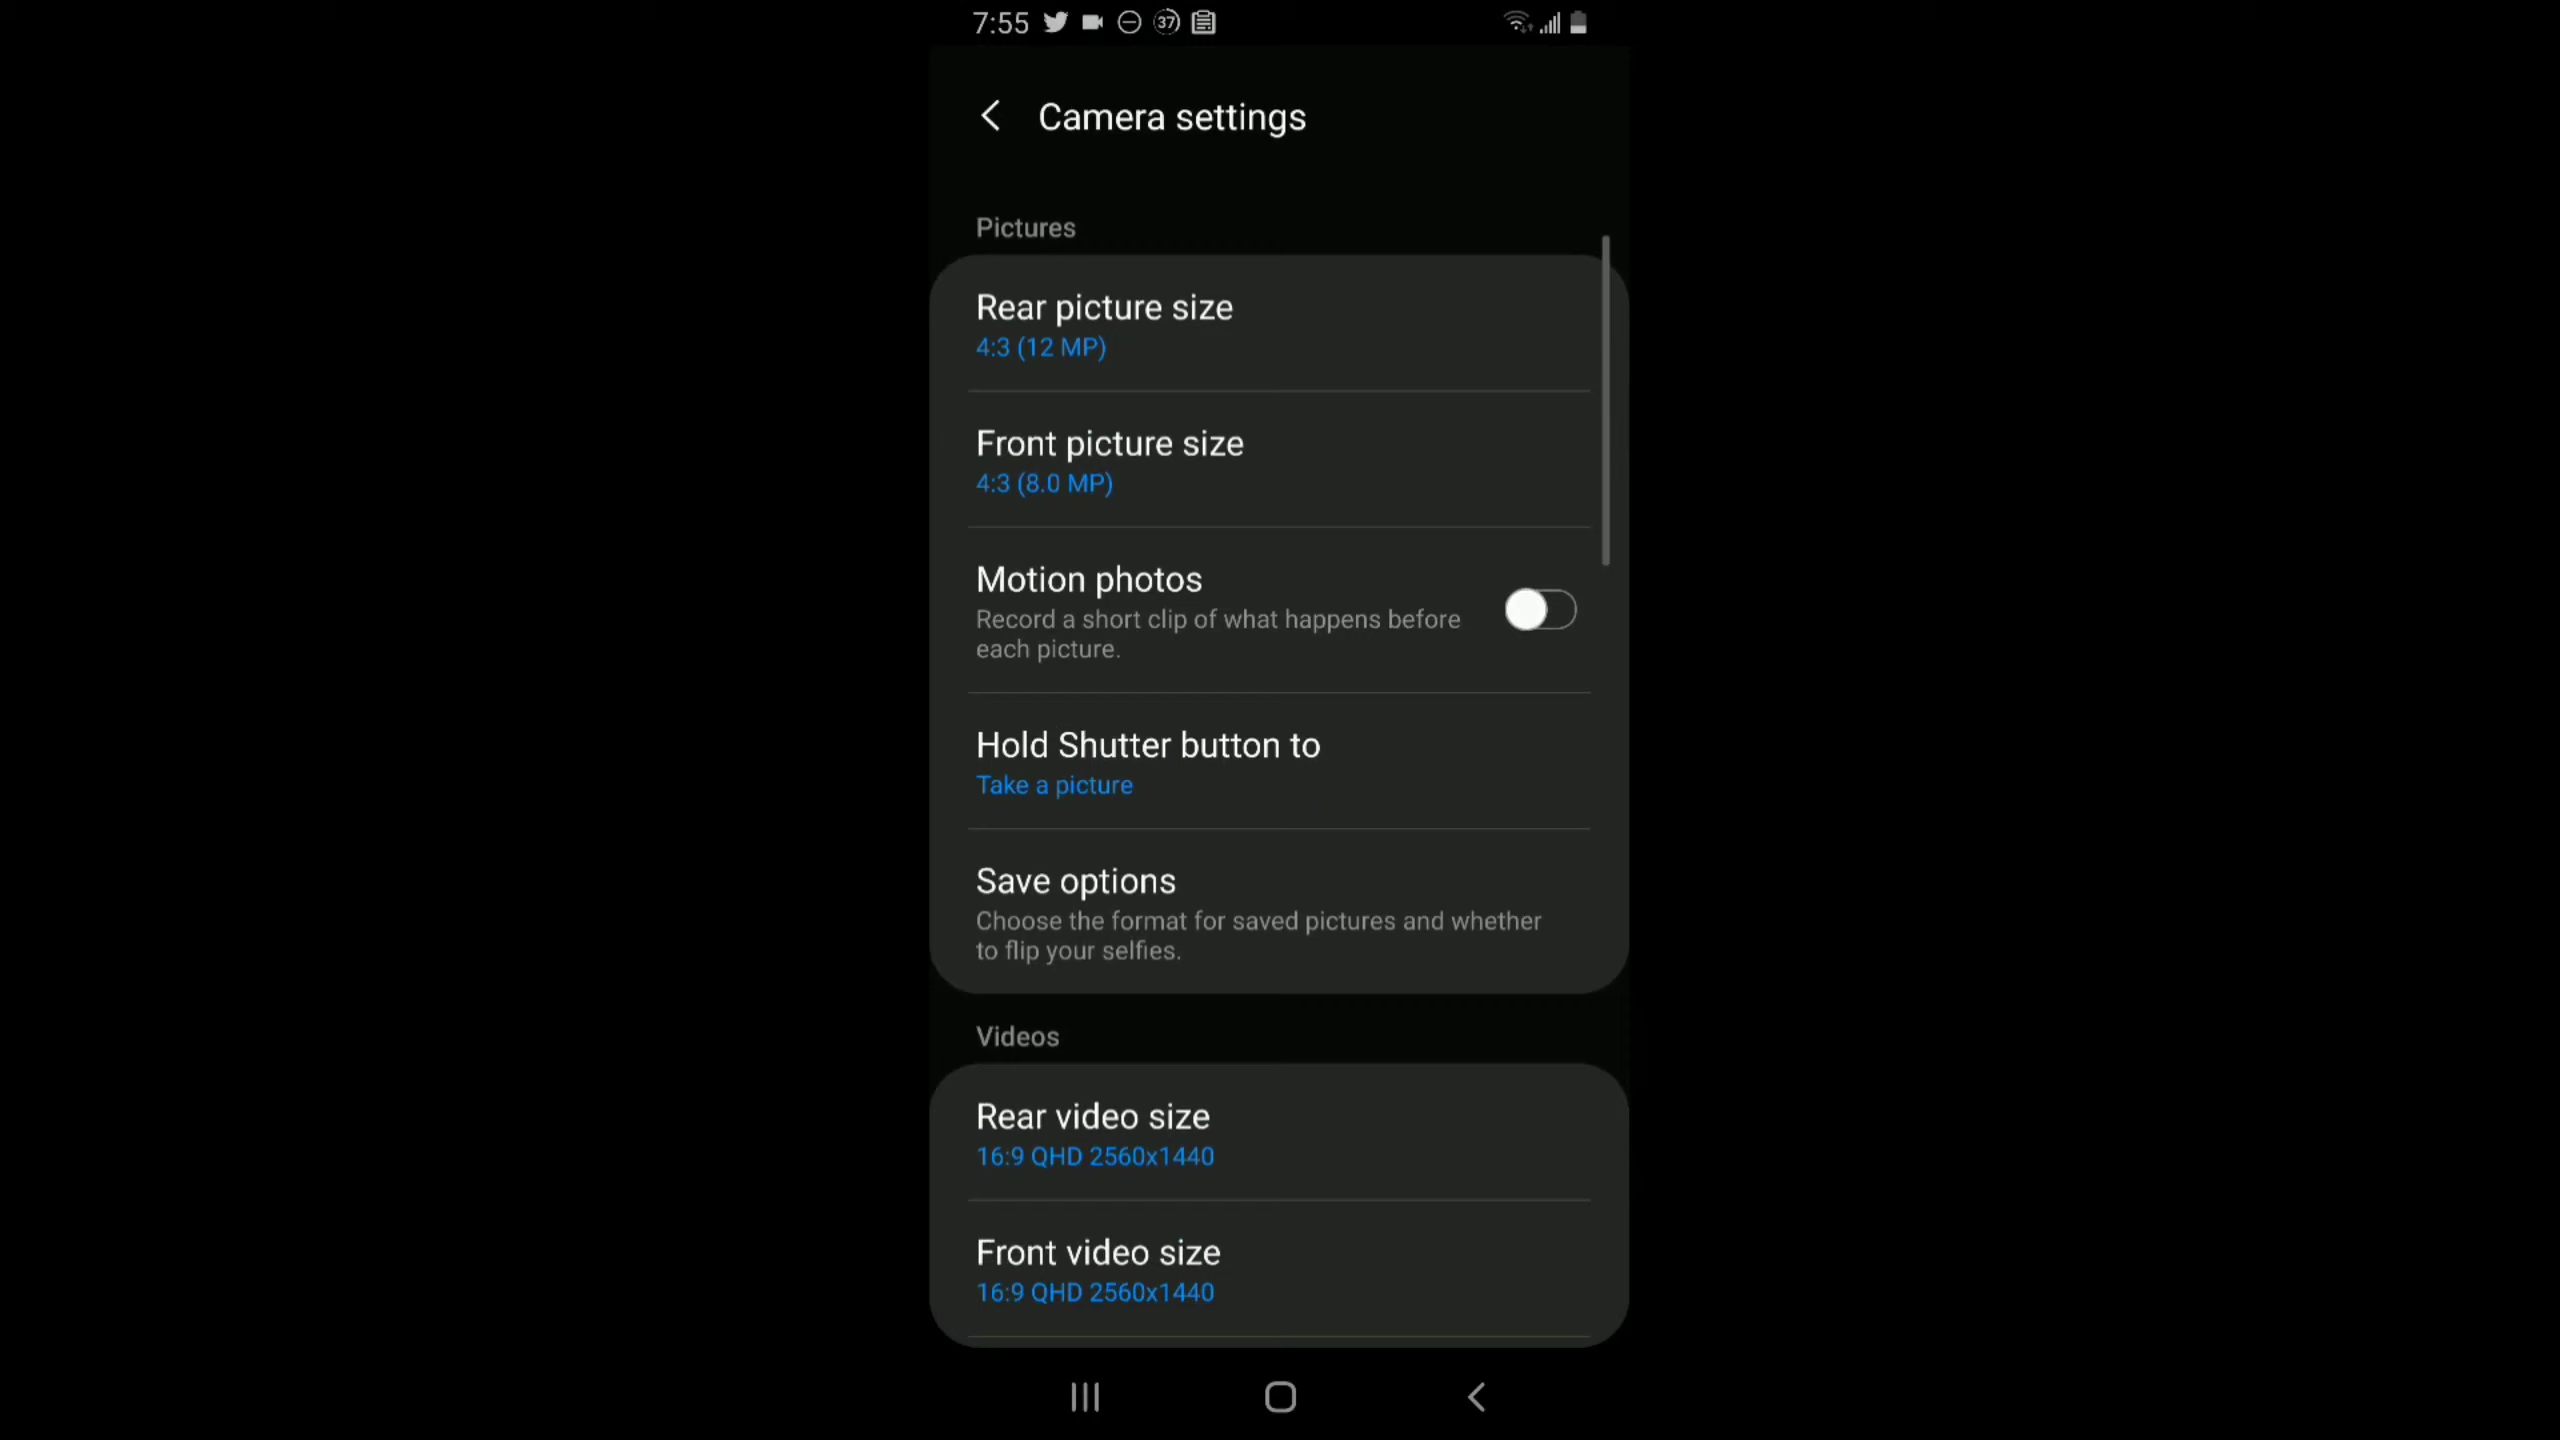 7:55
37
Camera settings
Pictures
Rear picture size
4:3 (12 MP)
Front picture size
4:3 (8.0 MP)
Motion photos
Record a short clip of what happens before
each picture.
Hold Shutter button to
Take a picture
Save options
Choose the format for saved pictures and whether
to flip your selfies.
Videos
Rear video size
16:9 QHD 2560x1440
Front video size
16:9 QHD 2560x1440